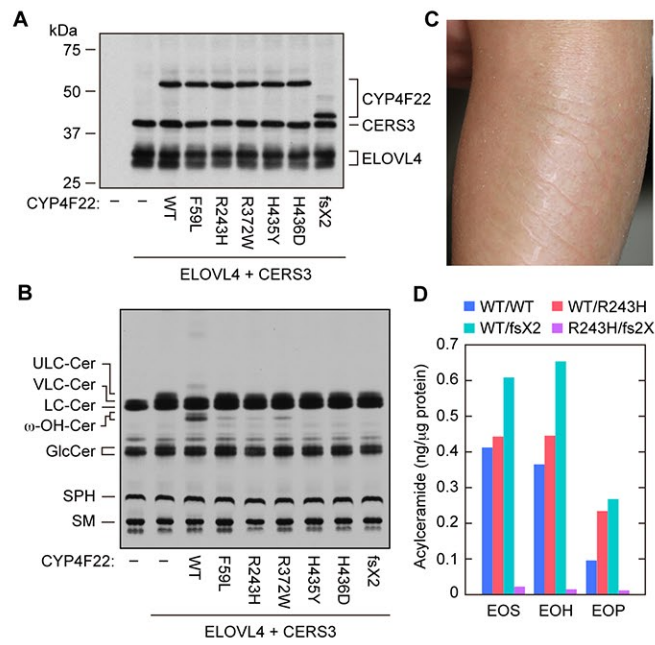 A
kDa
75
50
37
25
CYP4F22
CERS3
ELOVL4
CYP4F22: – – WT F59L R243H R372W H435Y H436D fsX2
ELOVL4 + CERS3
B
ULC-Cer
VLC-Cer
LC-Cer
ω-OH-Cer
GlcCer
SPH
SM
CYP4F22: – – WT F59L R243H R372W H435Y H436D fsX2
ELOVL4 + CERS3
C
D
WT/WT WT/R243H
WT/fsX2 R243H/fs2X
Acylceramide (ng/μg protein)
0.7
0.6
0.5
0.4
0.3
0.2
0.1
0
EOS EOH EOP